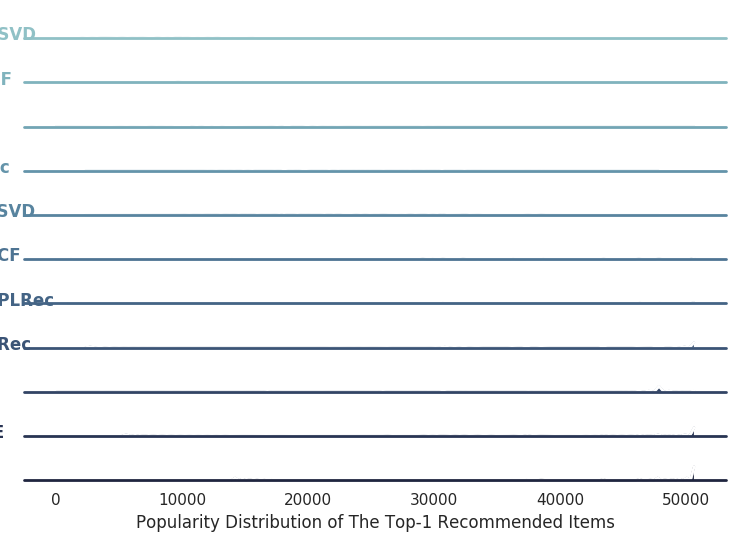 SVD
F
c
SVD
CF
PLRec
Rec
E
0 10000 20000 30000 40000 50000
Popularity Distribution of The Top-1 Recommended Items